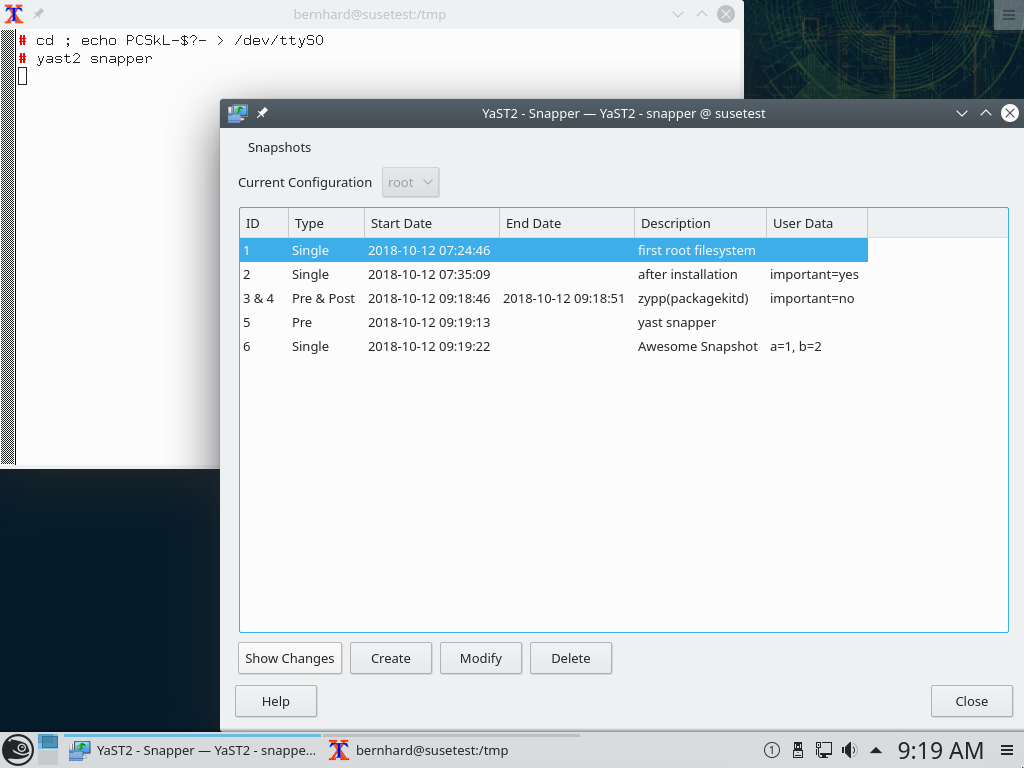 bernhard@susetest:/tmp
# cd ; echo PCSkL-$?- > /dev/ttyS0
# yast2 snapper
YaST2 - Snapper — YaST2 - snapper @ susetest
Snapshots
Current Configuration root
ID Type Start Date End Date Description User Data
1 Single 2018-10-12 07:24:46 first root filesystem
2 Single 2018-10-12 07:35:09 after installation important=yes
3 & 4 Pre & Post 2018-10-12 09:18:46 2018-10-12 09:18:51 zypp(packagekitd) important=no
5 Pre 2018-10-12 09:19:13 yast snapper
6 Single 2018-10-12 09:19:22 Awesome Snapshot a=1, b=2
Show Changes Create Modify Delete
Help Close
YaST2 - Snapper — YaST2 - snappe... bernhard@susetest:/tmp 1 9:19 AM